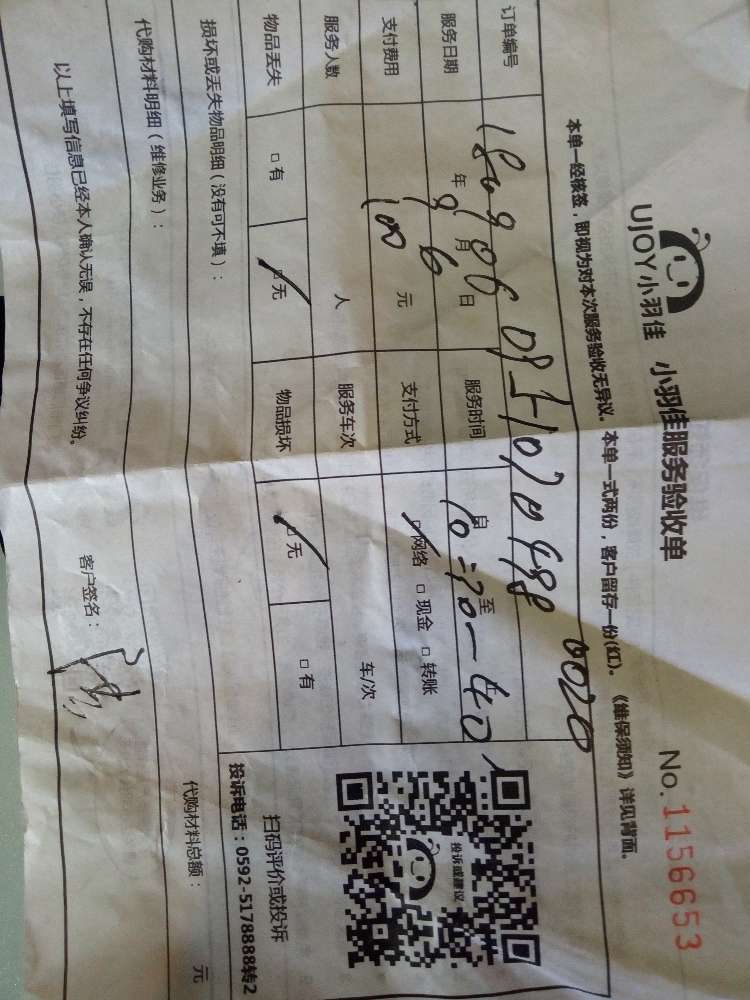 UJOY小羽佳 小羽佳服务验收单 No.1156653
本单一经核签，即视为对本次服务验收无异议。本单一式两份，客户留存一份(红)。《维保须知》详见背面。
订单编号
服务日期 年 9 月 6 日 服务时间 自 至
支付费用 100 元 支付方式 网络 □ 现金 □ 转账
服务人数 人 服务车次 车/次
物品丢失 □ 有 □ 无 物品损坏 □ 无 □ 有
损坏或丢失物品明细（没有可不填）：
代购材料明细（维修业务）： 代购材料总额： 元
以上填写信息已经本人确认无误，不存在任何争议纠纷。 客户签名：
投诉或建议
扫码评价或投诉
投诉电话：0592-5178888转2